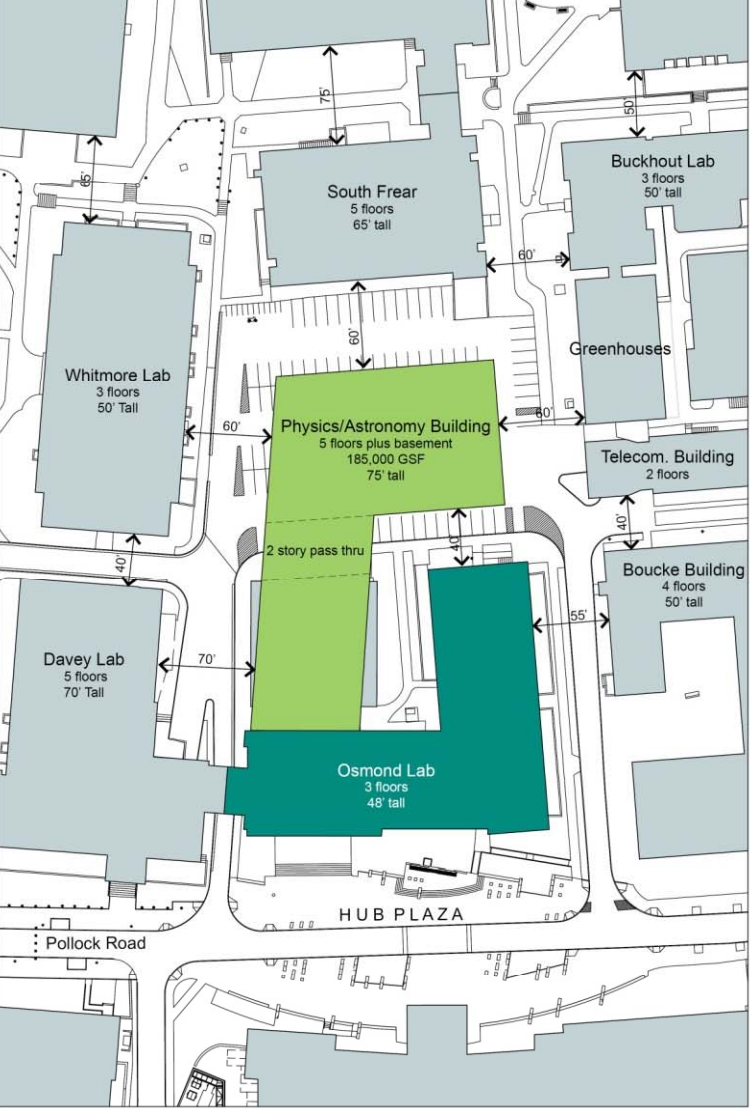 75'
50'
Buckhout Lab
3 floors
50' tall
65'
South Frear
5 floors
65' tall
60'
60'
Greenhouses
Whitmore Lab
3 floors
50' Tall
60'
Physics/Astronomy Building
5 floors plus basement
185,000 GSF
75' tall
60'
Telecom. Building
2 floors
40'
40'
40'
2 story pass thru
Boucke Building
4 floors
50' tall
55'
Davey Lab
5 floors
70' Tall
70'
Osmond Lab
3 floors
48' tall
HUB PLAZA
Pollock Road